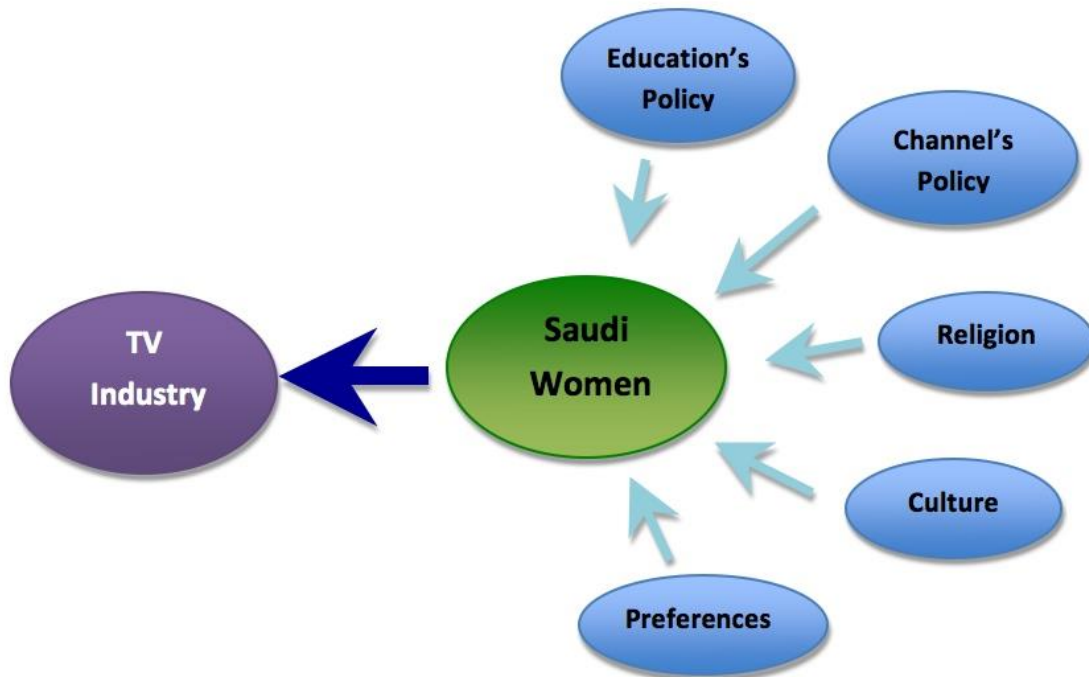 Education's
Policy
Channel's
Policy
TV
Industry
Saudi
Women
Religion
Culture
Preferences